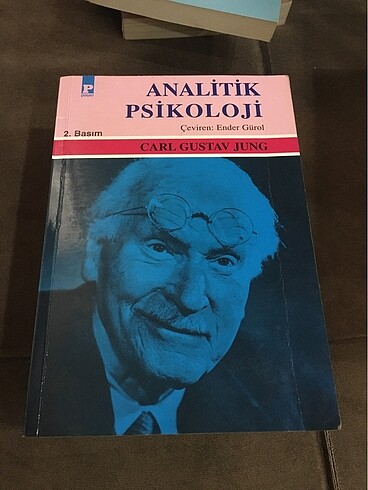 P
ANALİTİK
PSİKOLOJİ
Çeviren: Ender Gürol
2. Basım
CARL GUSTAV JUNG